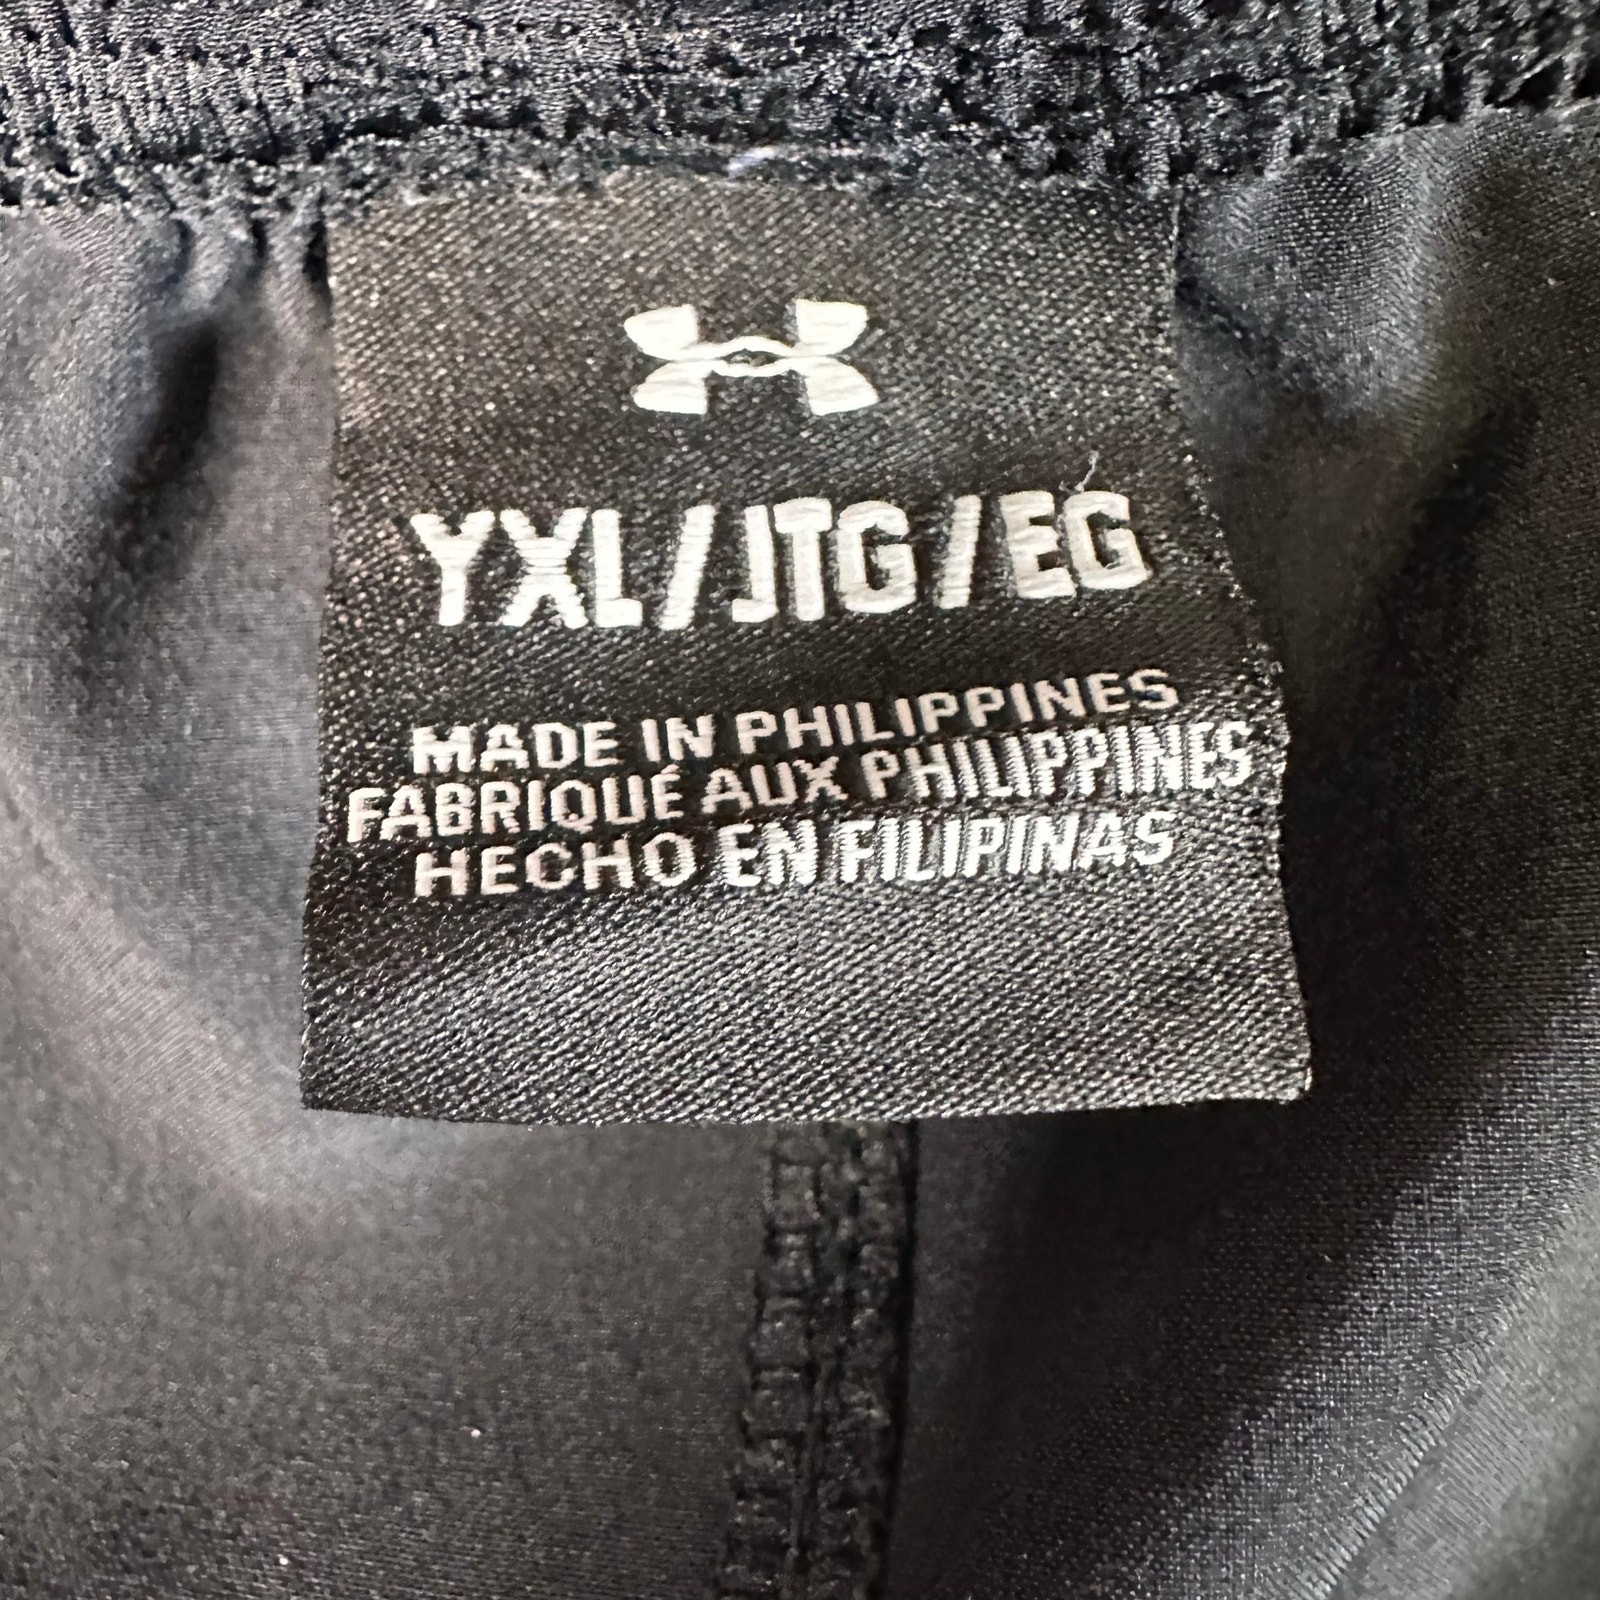 YXL/JTG/EG
MADE IN PHILIPPINES
FABRIQUÉ AUX PHILIPPINES
HECHO EN FILIPINAS